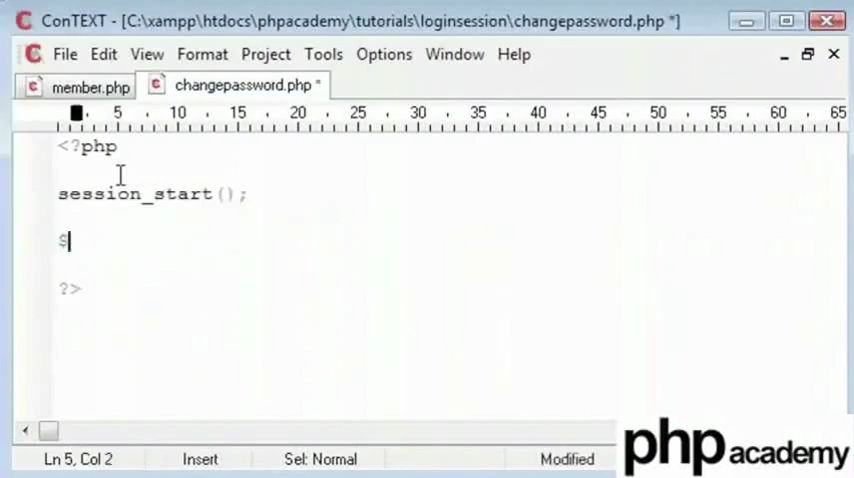 ConTEXT - [C:\xampp\htdocs\phpacademy\tutorials\loginsession\changepassword.php *]
File Edit View Format Project Tools Options Window Help
member.php changepassword.php *
5 10 15 20 25 30 35 40 45 50 55 60 65
<?php
session_start();
$
?>
Ln 5, Col 2 Insert Sel: Normal Modified
php academy